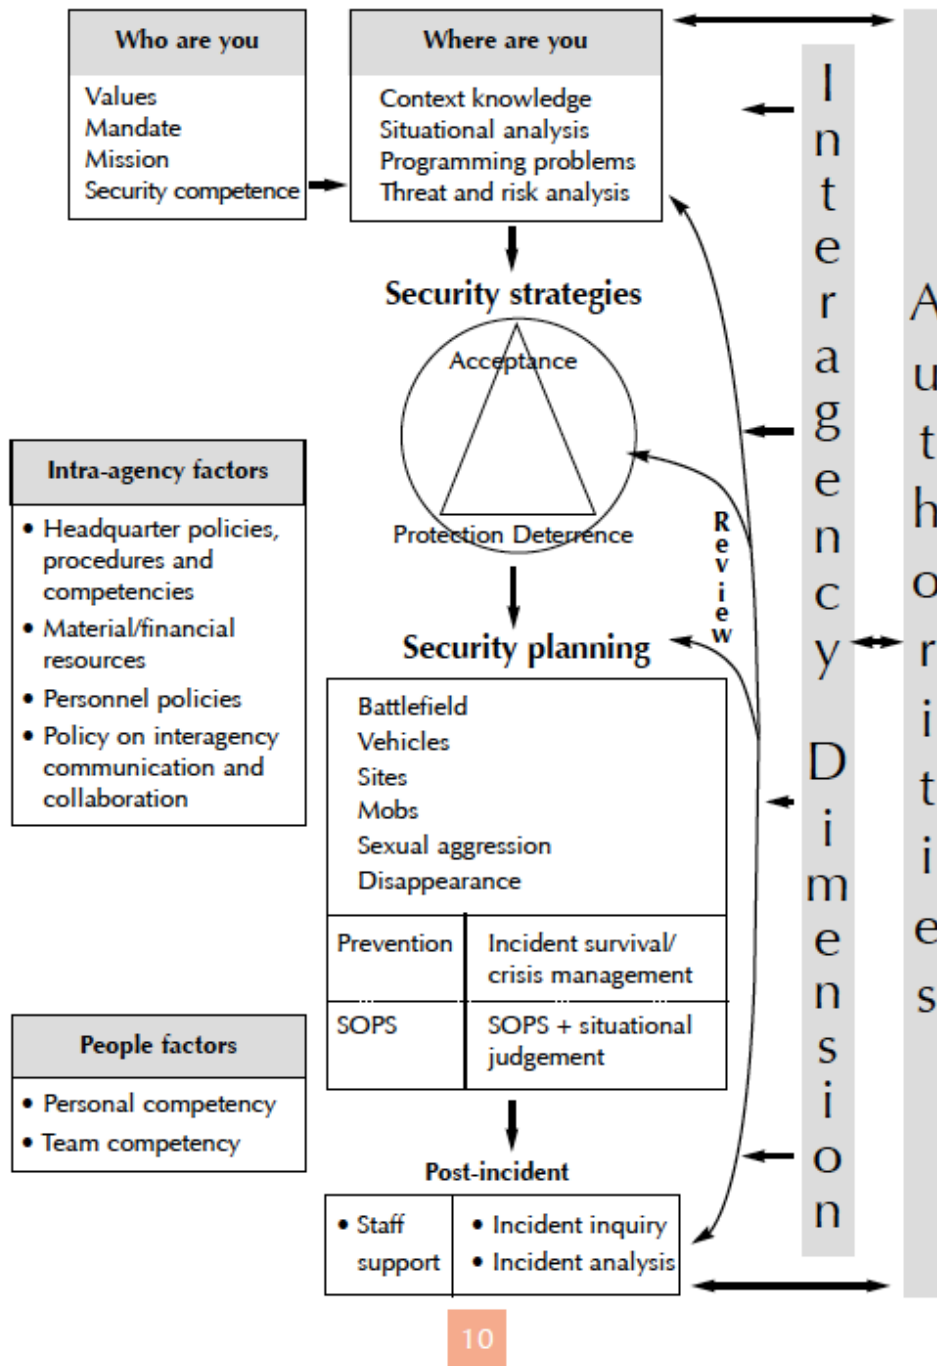 Who are you
Values
Mandate
Mission
Security competence
Where are you
Context knowledge
Situational analysis
Programming problems
Threat and risk analysis
Security strategies
Acceptance
Protection Deterrence
Intra-agency factors
• Headquarter policies,
procedures and
competencies
• Material/financial
resources
• Personnel policies
• Policy on interagency
communication and
collaboration
Security planning
Battlefield
Vehicles
Sites
Mobs
Sexual aggression
Disappearance
Prevention
Incident survival/
crisis management
SOPS
SOPS + situational
judgement
People factors
• Personal competency
• Team competency
Post-incident
• Staff
support
• Incident inquiry
• Incident analysis
Review
Interagency Dimension
Authorities
10